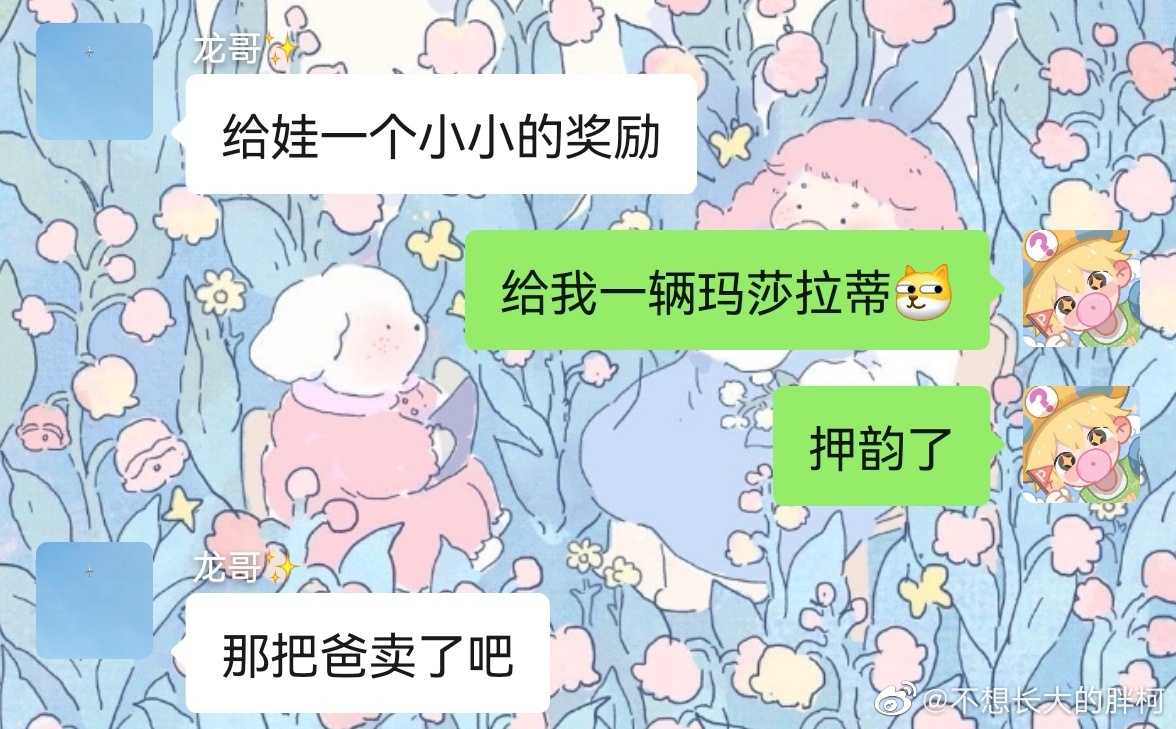 龙哥✨
给娃一个小小的奖励
给我一辆玛莎拉蒂
押韵了
龙哥✨
那把爸卖了吧
@不想长大的胖柯